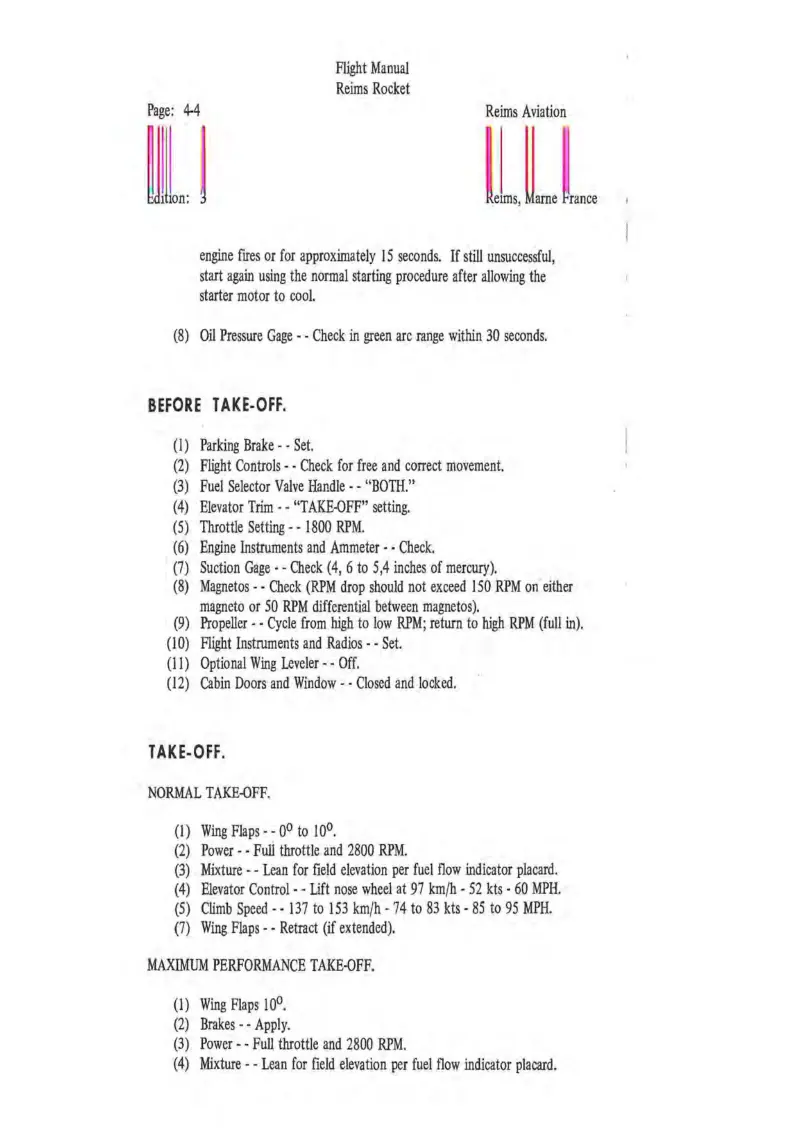 Flight Manual
Reims Rocket
Page: 4-4
Reims Aviation
Edition: 3
Reims, Marne France
engine fires or for approximately 15 seconds. If still unsuccessful,
start again using the normal starting procedure after allowing the
starter motor to cool.
(8) Oil Pressure Gage - - Check in green arc range within 30 seconds.
BEFORE TAKE-OFF.
(1) Parking Brake - - Set.
(2) Flight Controls - - Check for free and correct movement.
(3) Fuel Selector Valve Handle - - “BOTH.”
(4) Elevator Trim - - “TAKE-OFF” setting.
(5) Throttle Setting - - 1800 RPM.
(6) Engine Instruments and Ammeter - - Check.
(7) Suction Gage - - Check (4, 6 to 5,4 inches of mercury).
(8) Magnetos - - Check (RPM drop should not exceed 150 RPM on either
magneto or 50 RPM differential between magnetos).
(9) Propeller - - Cycle from high to low RPM; return to high RPM (full in).
(10) Flight Instruments and Radios - - Set.
(11) Optional Wing Leveler - - Off.
(12) Cabin Doors and Window - - Closed and locked.
TAKE-OFF.
NORMAL TAKE-OFF.
(1) Wing Flaps - - 0⁰ to 10⁰.
(2) Power - - Full throttle and 2800 RPM.
(3) Mixture - - Lean for field elevation per fuel flow indicator placard.
(4) Elevator Control - - Lift nose wheel at 97 km/h - 52 kts - 60 MPH.
(5) Climb Speed - - 137 to 153 km/h - 74 to 83 kts - 85 to 95 MPH.
(7) Wing Flaps - - Retract (if extended).
MAXIMUM PERFORMANCE TAKE-OFF.
(1) Wing Flaps 10⁰.
(2) Brakes - - Apply.
(3) Power - - Full throttle and 2800 RPM.
(4) Mixture - - Lean for field elevation per fuel flow indicator placard.